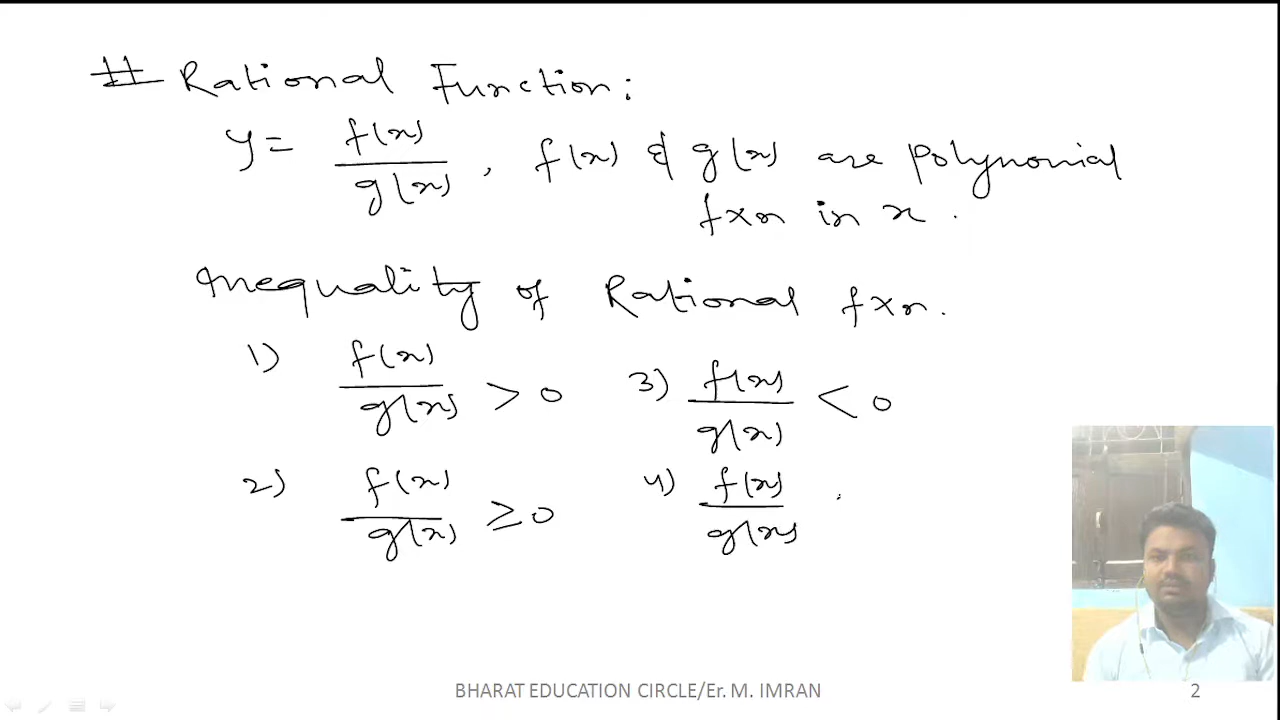 # Rational Function:
y = f(x)/g(x), f(x) & g(x) are polynomial
fxn in x.
Inequality of Rational fxn.
1) f(x)/g(x) > 0
3) f(x)/g(x) < 0
2) f(x)/g(x) ≥ 0
4) f(x)/g(x)
BHARAT EDUCATION CIRCLE/Er. M. IMRAN
2